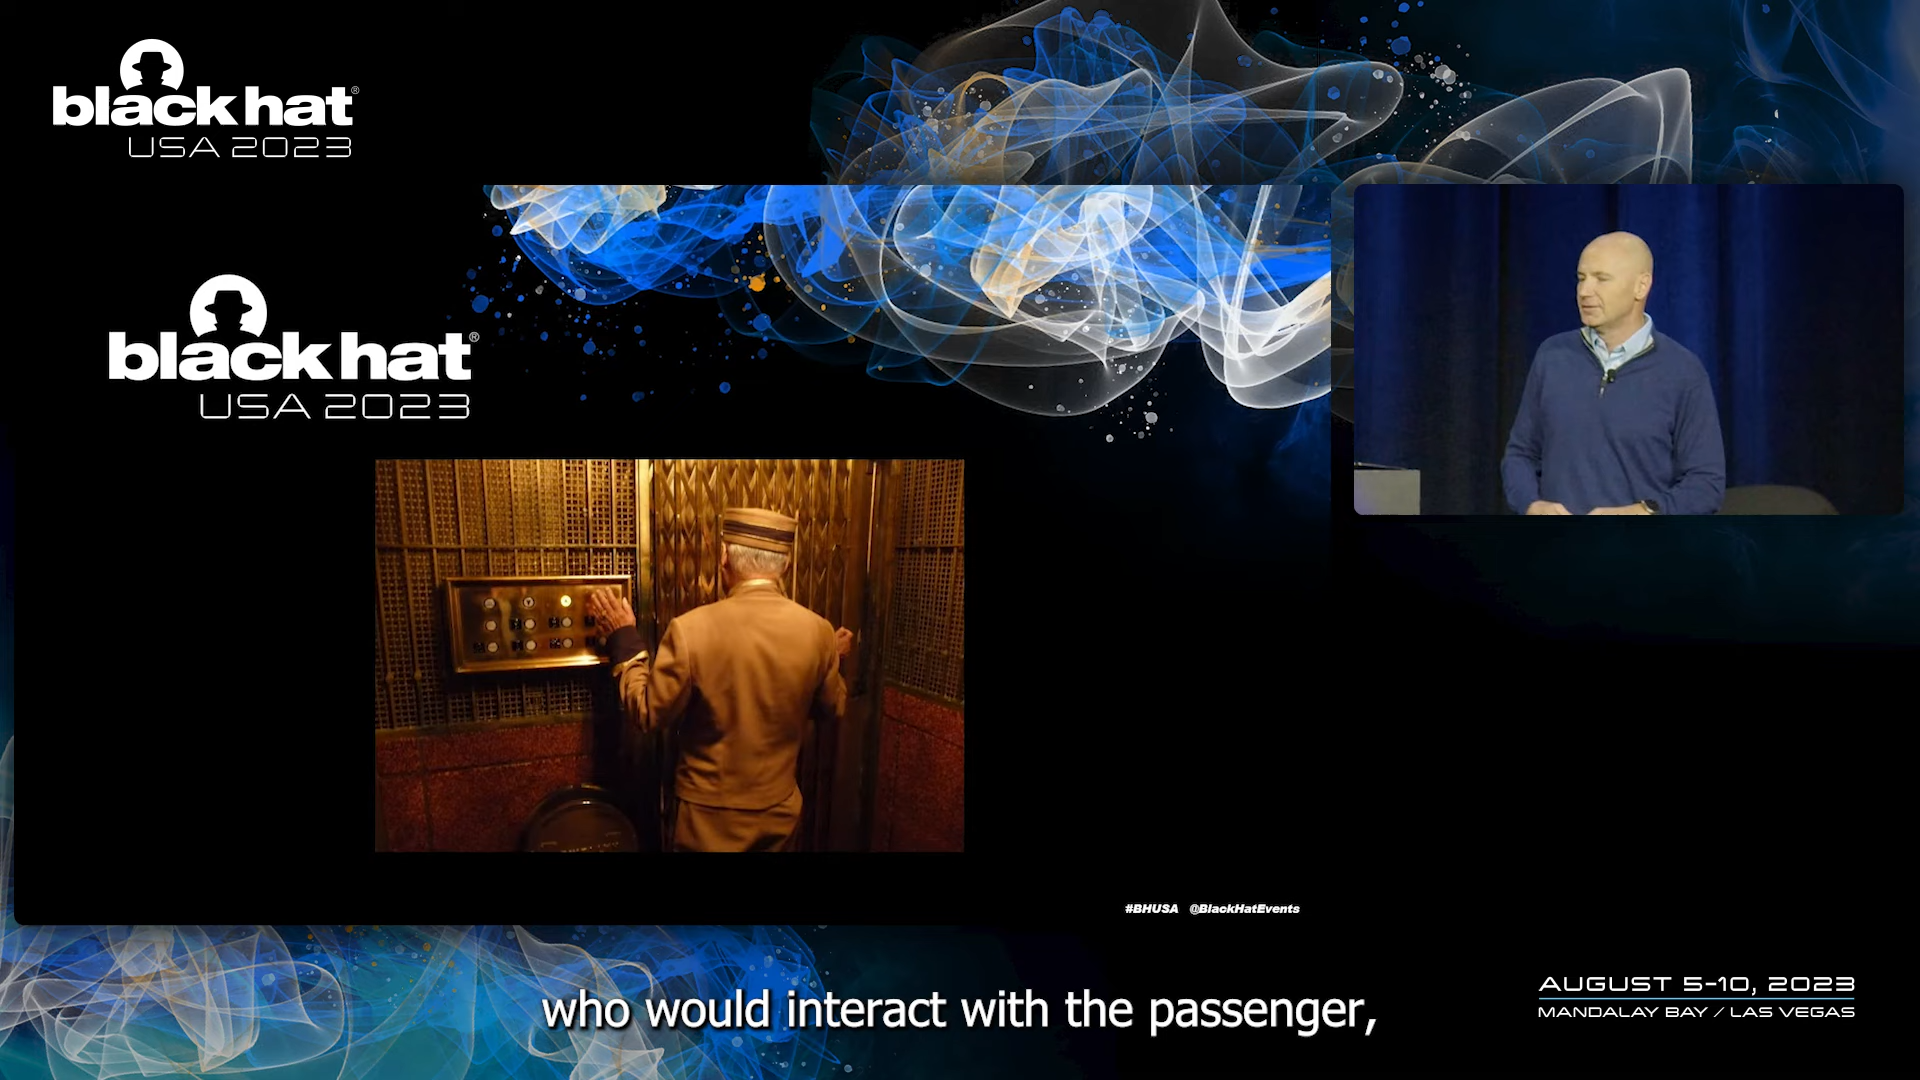 black hat®
USA 2023
black hat®
USA 2023
#BHUSA @BlackHatEvents
who would interact with the passenger,
AUGUST 5-10, 2023
MANDALAY BAY / LAS VEGAS